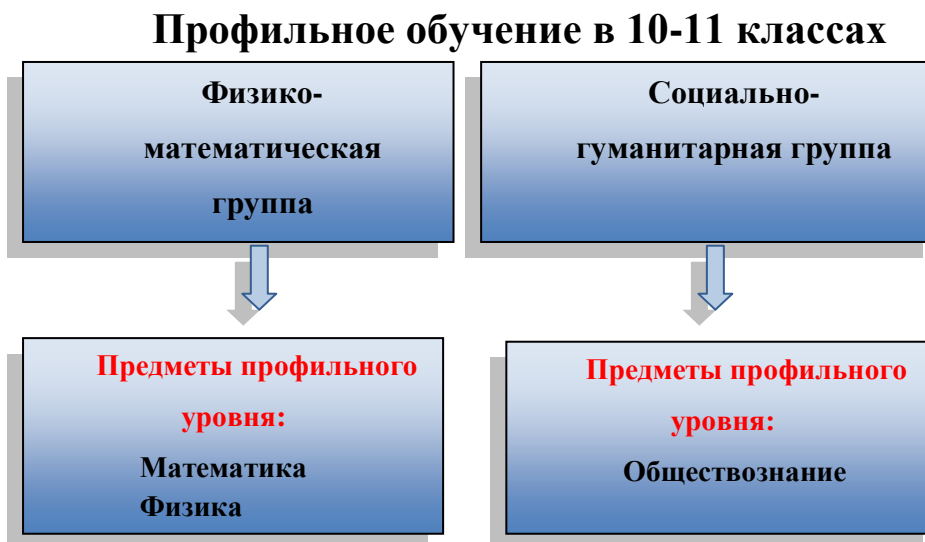 Профильное обучение в 10-11 классах
Физико-
математическая
группа
Социально-
гуманитарная группа
Предметы профильного
уровня:
Математика
Физика
Предметы профильного
уровня:
Обществознание